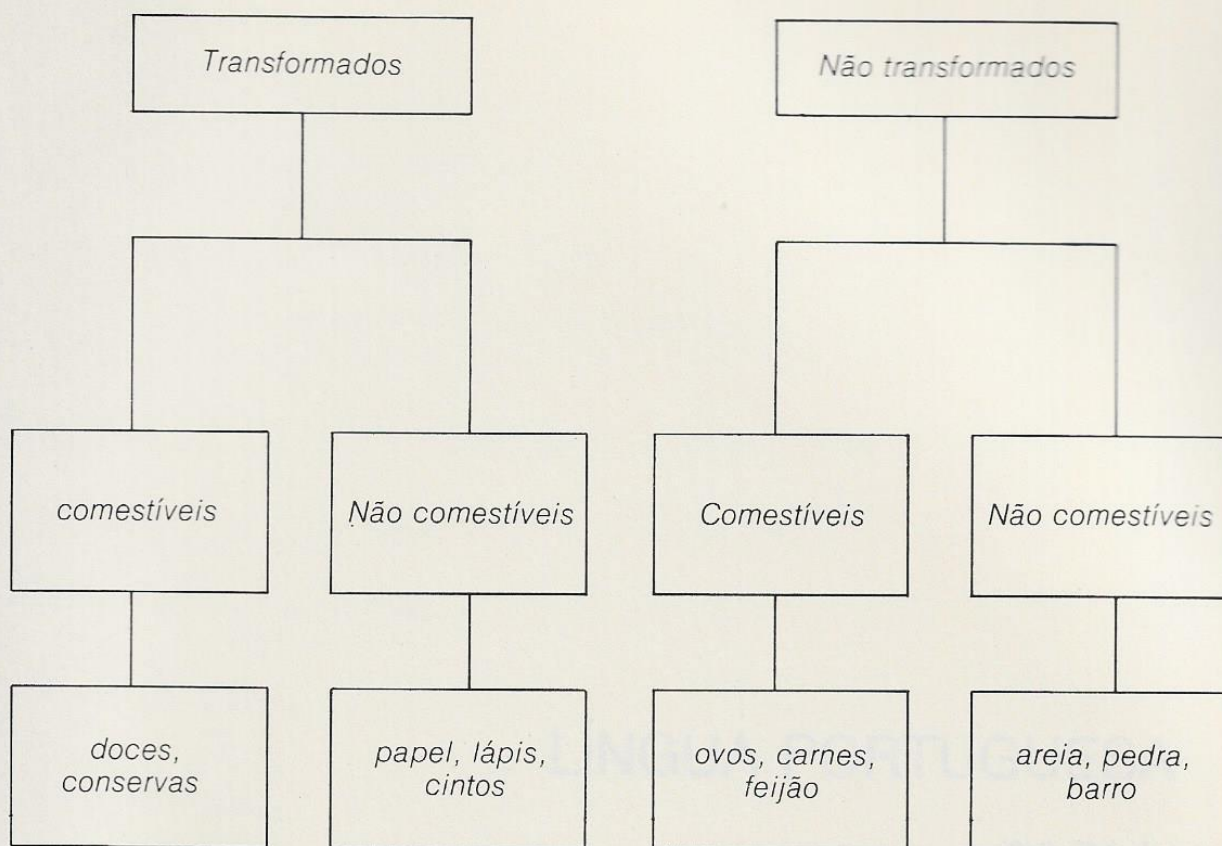 Transformados
Não transformados
comestíveis
Não comestíveis
Comestíveis
Não comestíveis
doces,
conservas
papel, lápis,
cintos
ovos, carnes,
feijão
areia, pedra,
barro
LÍNGUA PORTUGUESA